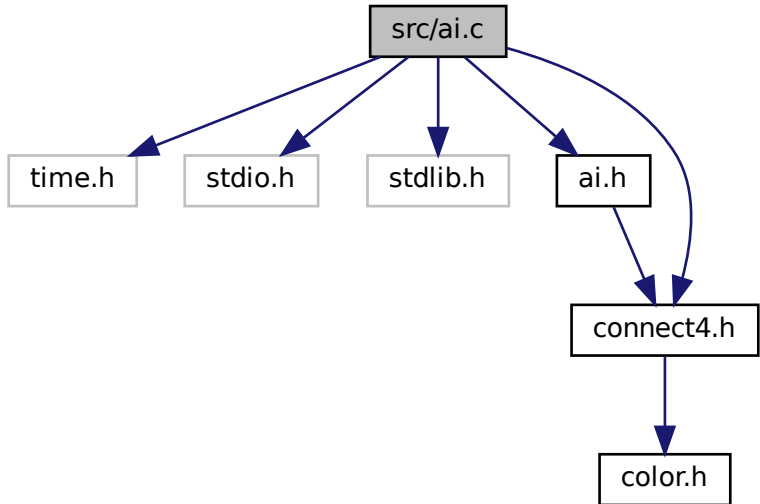 src/ai.c
time.h
stdio.h
stdlib.h
ai.h
connect4.h
color.h